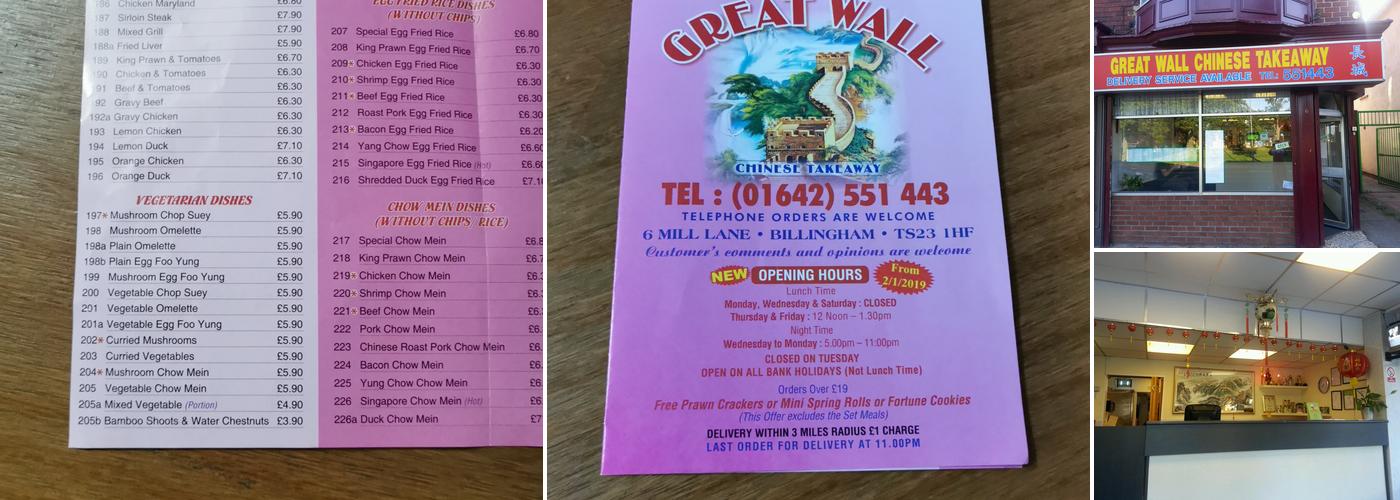 186 Chicken Maryland £6.80
187 Sirloin Steak £7.90
188 Mixed Grill £7.90
188a Fried Liver £5.90
189 King Prawn & Tomatoes £6.70
190 Chicken & Tomatoes £6.30
91 Beef & Tomatoes £6.30
92 Gravy Beef £6.30
192a Gravy Chicken £6.30
193 Lemon Chicken £6.30
194 Lemon Duck £7.10
195 Orange Chicken £6.30
196 Orange Duck £7.10
VEGETARIAN DISHES
197* Mushroom Chop Suey £5.90
198 Mushroom Omelette £5.90
198a Plain Omelette £5.90
198b Plain Egg Foo Yung £5.90
199 Mushroom Egg Foo Yung £5.90
200 Vegetable Chop Suey £5.90
201 Vegetable Omelette £5.90
201a Vegetable Egg Foo Yung £5.90
202* Curried Mushrooms £5.90
203 Curried Vegetables £5.90
204* Mushroom Chow Mein £5.90
205 Vegetable Chow Mein £5.90
205a Mixed Vegetable (Portion) £4.90
205b Bamboo Shoots & Water Chestnuts £3.90
EGG FRIED RICE DISHES
(WITHOUT CHIPS)
207 Special Egg Fried Rice £6.80
208 King Prawn Egg Fried Rice £6.70
209* Chicken Egg Fried Rice £6.30
210* Shrimp Egg Fried Rice £6.30
211* Beef Egg Fried Rice £6.30
212 Roast Pork Egg Fried Rice £6.30
213* Bacon Egg Fried Rice £6.20
214 Yang Chow Egg Fried Rice £6.60
215 Singapore Egg Fried Rice (Hot) £6.60
216 Shredded Duck Egg Fried Rice £7.10
CHOW MEIN DISHES
(WITHOUT CHIPS/RICE)
217 Special Chow Mein £6.8
218 King Prawn Chow Mein £6.7
219* Chicken Chow Mein £6.3
220* Shrimp Chow Mein £6.
221* Beef Chow Mein £6.
222 Pork Chow Mein £6.
223 Chinese Roast Pork Chow Mein £6.
224 Bacon Chow Mein £6.
225 Yung Chow Chow Mein £6.
226 Singapore Chow Mein (Hot) £6
226a Duck Chow Mein £7
GREAT WALL
CHINESE TAKEAWAY
TEL : (01642) 551 443
TELEPHONE ORDERS ARE WELCOME
6 MILL LANE • BILLINGHAM • TS23 1HF
Customer's comments and opinions are welcome
NEW OPENING HOURS From 2/1/2019
Lunch Time
Monday, Wednesday & Saturday : CLOSED
Thursday & Friday : 12 Noon – 1.30pm
Night Time
Wednesday to Monday : 5.00pm – 11:00pm
CLOSED ON TUESDAY
OPEN ON ALL BANK HOLIDAYS (Not Lunch Time)
Orders Over £19
Free Prawn Crackers or Mini Spring Rolls or Fortune Cookies
(This Offer excludes the Set Meals)
DELIVERY WITHIN 3 MILES RADIUS £1 CHARGE
LAST ORDER FOR DELIVERY AT 11.00PM
GREAT WALL CHINESE TAKEAWAY
DELIVERY SERVICE AVAILABLE TEL: 551443
長城